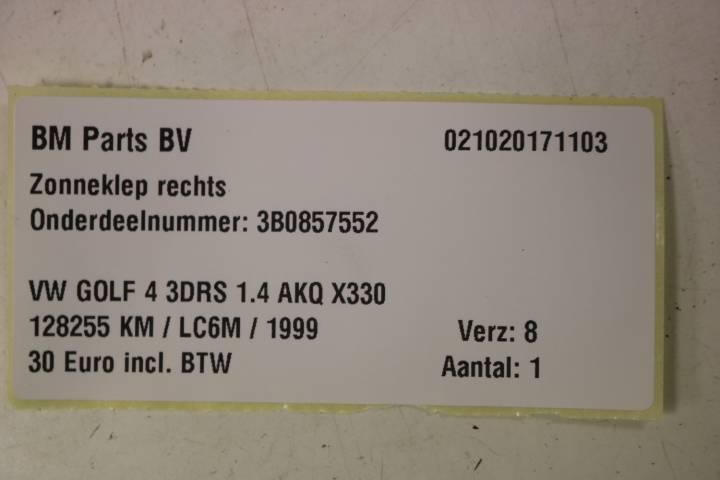 BM Parts BV 021020171103
Zonneklep rechts
Onderdeelnummer: 3B0857552
VW GOLF 4 3DRS 1.4 AKQ X330
128255 KM / LC6M / 1999 Verz: 8
30 Euro incl. BTW Aantal: 1